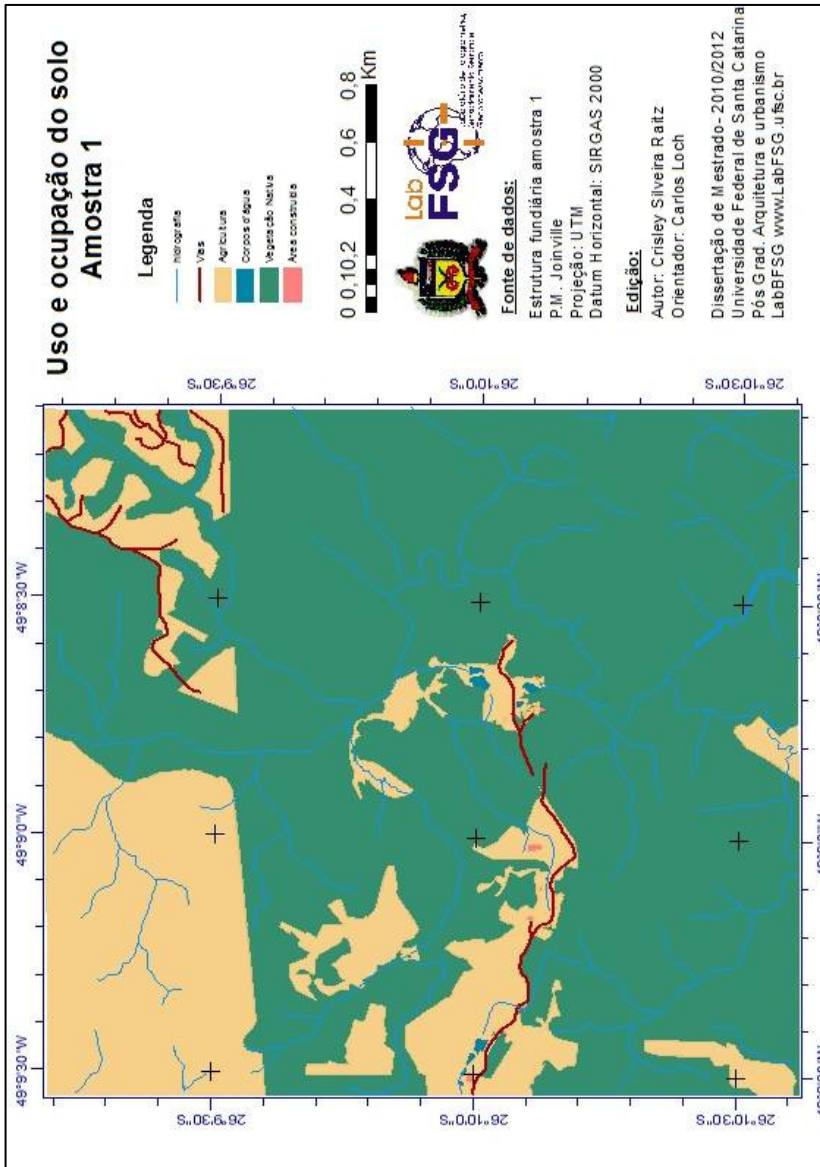 Uso e ocupação do solo
Amostra 1
Legenda
hidrografia
Vias
Agricultura
Corpos d'água
Vegetação Nativa
Área construída
0 0,10,2 0,4 0,6 0,8
Km
Lab
FSG
Fonte de dados:
Estrutura fundiária amostra 1
P.M. Joinville
Projeção: UTM
Datum Horizontal: SIRGAS 2000
Edição:
Autor: Crisley Silveira Raitz
Orientador: Carlos Loch
Dissertação de Mestrado - 2010/2012
Universidade Federal de Santa Catarina
Pós Grad. Arquitetura e urbanismo
LabBFSG www.LabFSG.ufsc.br
49°9'30"W
49°9'0"W
49°8'30"W
26°9'30"S
26°10'0"S
26°10'30"S
26°9'30"S
26°10'0"S
26°10'30"S